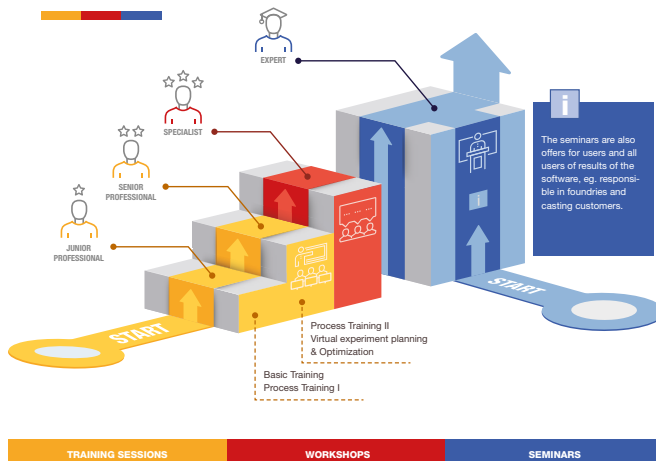 EXPERT
SPECIALIST
SENIOR
PROFESSIONAL
JUNIOR
PROFESSIONAL
i
The seminars are also
offers for users and all
users of results of the
software, eg. responsi-
ble in foundries and
casting customers.
i
START
START
Process Training II
Virtual experiment planning
& Optimization
Basic Training
Process Training I
TRAINING SESSIONS
WORKSHOPS
SEMINARS